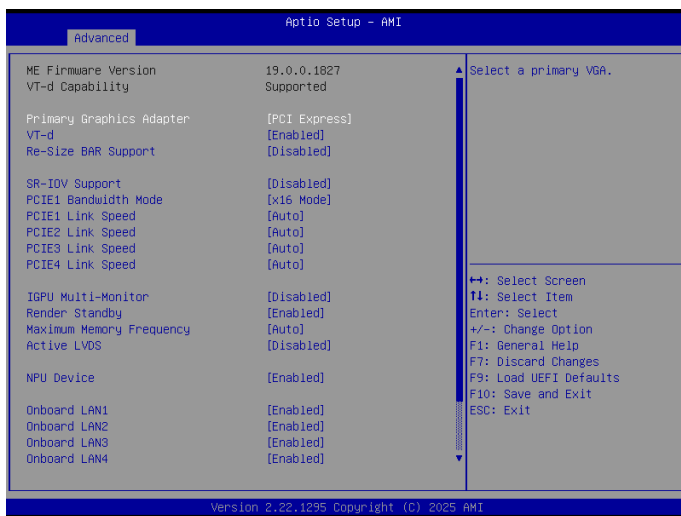 Aptio Setup - AMI
Advanced
ME Firmware Version 19.0.0.1827
VT-d Capability Supported
Primary Graphics Adapter [PCI Express]
VT-d [Enabled]
Re-Size BAR Support [Disabled]
SR-IOV Support [Disabled]
PCIE1 Bandwidth Mode [x16 Mode]
PCIE1 Link Speed [Auto]
PCIE2 Link Speed [Auto]
PCIE3 Link Speed [Auto]
PCIE4 Link Speed [Auto]
IGPU Multi-Monitor [Disabled]
Render Standby [Enabled]
Maximum Memory Frequency [Auto]
Active LVDS [Disabled]
NPU Device [Enabled]
Onboard LAN1 [Enabled]
Onboard LAN2 [Enabled]
Onboard LAN3 [Enabled]
Onboard LAN4 [Enabled]
Select a primary VGA.
↔: Select Screen
↑↓: Select Item
Enter: Select
+/-: Change Option
F1: General Help
F7: Discard Changes
F9: Load UEFI Defaults
F10: Save and Exit
ESC: Exit
Version 2.22.1295 Copyright (C) 2025 AMI